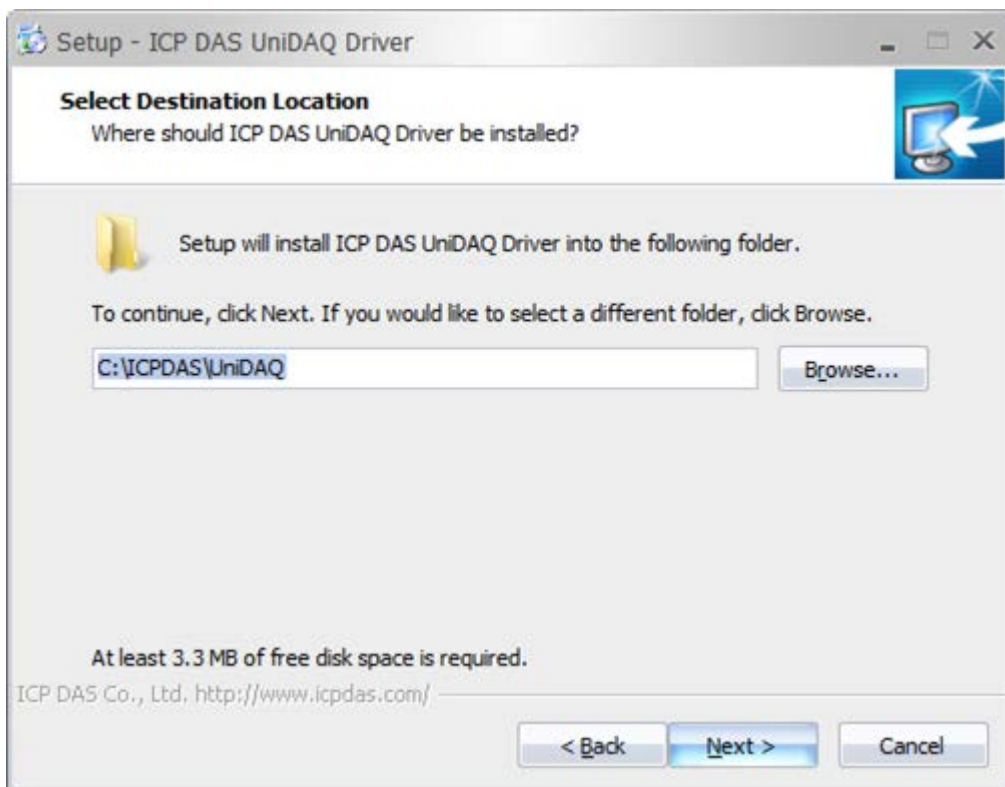 Setup - ICP DAS UniDAQ Driver
Select Destination Location
Where should ICP DAS UniDAQ Driver be installed?
Setup will install ICP DAS UniDAQ Driver into the following folder.
To continue, click Next. If you would like to select a different folder, click Browse.
C:\ICPDAS\UniDAQ
Browse...
At least 3.3 MB of free disk space is required.
ICP DAS Co., Ltd. http://www.icpdas.com/
< Back
Next >
Cancel